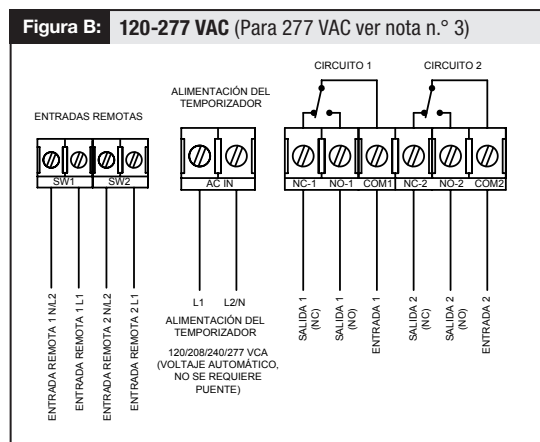 Figura B: 120-277 VAC (Para 277 VAC ver nota n.° 3)
CIRCUITO 1
CIRCUITO 2
ALIMENTACIÓN DEL
TEMPORIZADOR
ENTRADAS REMOTAS
SW1
SW2
AC IN
NC-1
NO-1
COM1
NC-2
NO-2
COM2
ENTRADA REMOTA 1 N/L2
ENTRADA REMOTA 1 L1
ENTRADA REMOTA 2 N/L2
ENTRADA REMOTA 2 L1
L1
L2/N
ALIMENTACIÓN DEL
TEMPORIZADOR
120/208/240/277 VCA
(VOLTAJE AUTOMÁTICO,
NO SE REQUIERE
PUENTE)
SALIDA 1
(NC)
SALIDA 1
(NO)
ENTRADA 1
SALIDA 2
(NC)
SALIDA 2
(NO)
ENTRADA 2